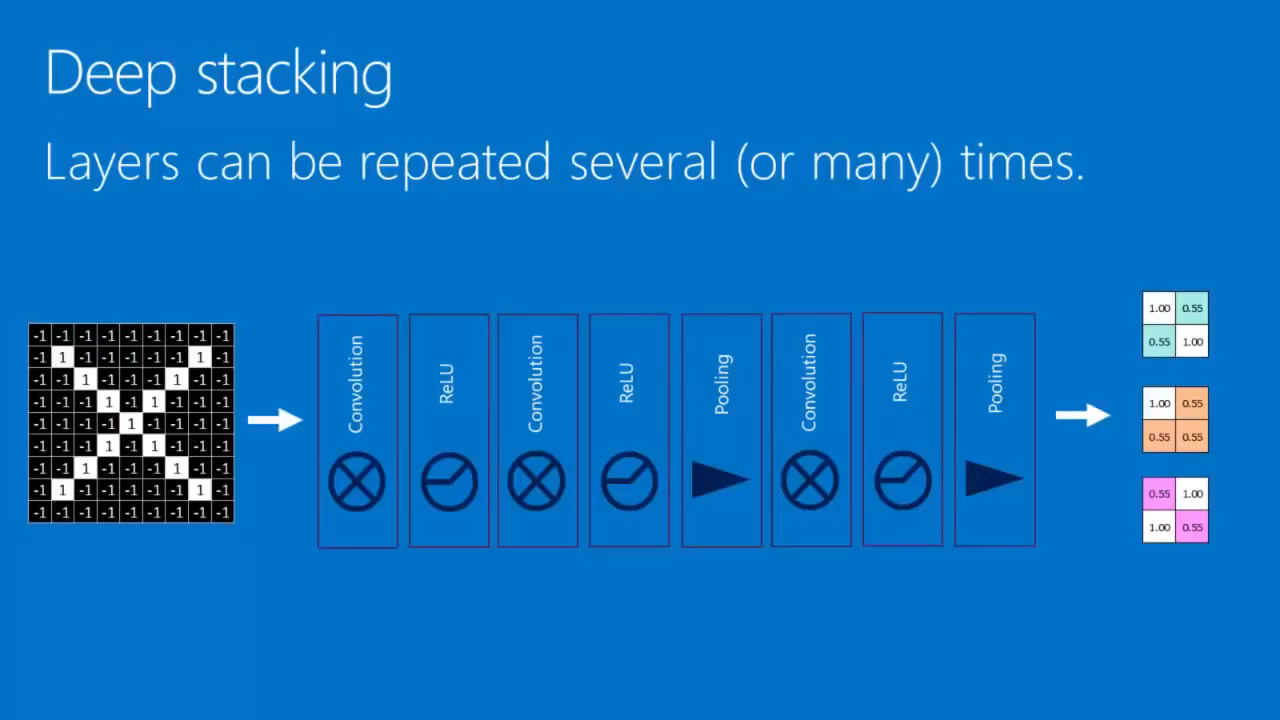 Deep stacking
Layers can be repeated several (or many) times.
-1 -1 -1 -1 -1 -1 -1 -1 -1
-1 1 -1 -1 -1 -1 -1 1 -1
-1 -1 1 -1 -1 -1 1 -1 -1
-1 -1 -1 1 -1 1 -1 -1 -1
-1 -1 -1 -1 1 -1 -1 -1 -1
-1 -1 -1 1 -1 1 -1 -1 -1
-1 -1 1 -1 -1 -1 1 -1 -1
-1 1 -1 -1 -1 -1 -1 1 -1
-1 -1 -1 -1 -1 -1 -1 -1 -1
Convolution
ReLU
Convolution
ReLU
Pooling
Convolution
ReLU
Pooling
1.00 0.55
0.55 1.00
1.00 0.55
0.55 0.55
0.55 1.00
1.00 0.55